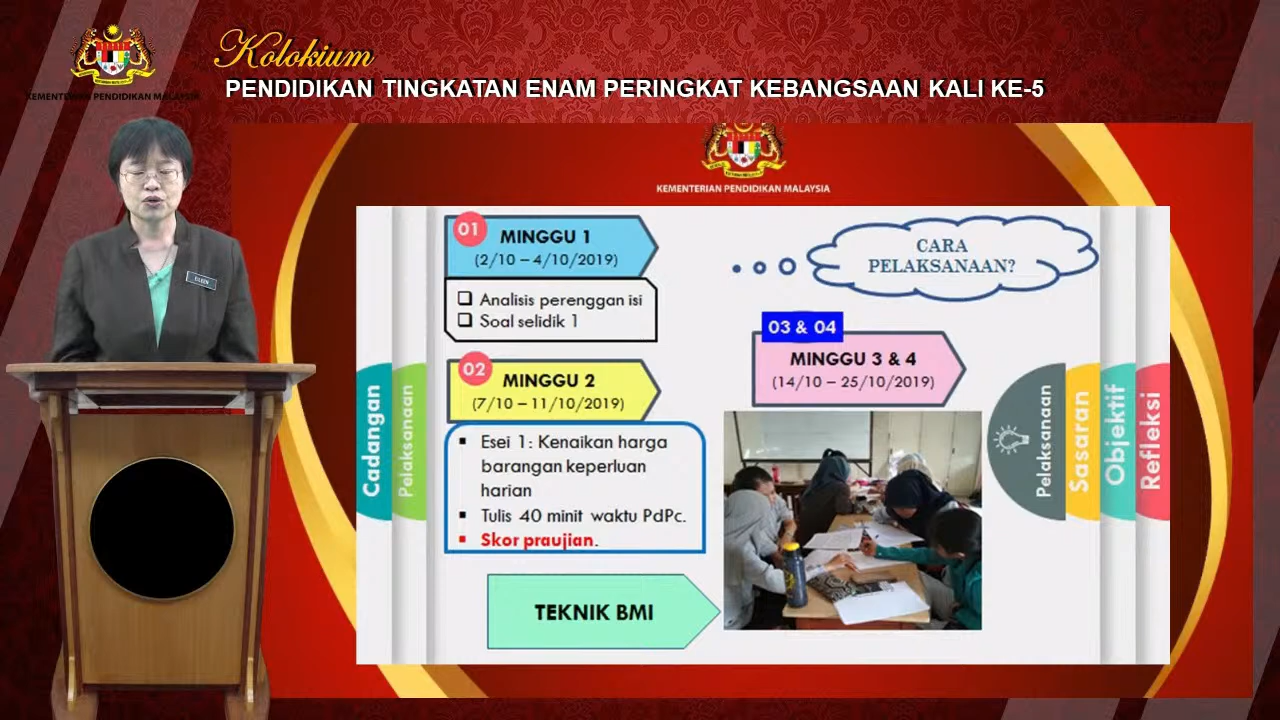 Kolokium
PENDIDIKAN TINGKATAN ENAM PERINGKAT KEBANGSAAN KALI KE-5
KEMENTERIAN PENDIDIKAN MALAYSIA
KEMENTERIAN PENDIDIKAN MALAYSIA
EILEEN
01
MINGGU 1
(2/10 – 4/10/2019)
❑ Analisis perenggan isi
❑ Soal selidik 1
02
MINGGU 2
(7/10 – 11/10/2019)
▪ Esei 1: Kenaikan harga
barangan keperluan
harian
▪ Tulis 40 minit waktu PdPc.
▪ Skor praujian.
TEKNIK BMI
CARA
PELAKSANAAN?
03 & 04
MINGGU 3 & 4
(14/10 – 25/10/2019)
Cadangan
Pelaksanaan
Pelaksanaan
Sasaran
Objektif
Refleksi